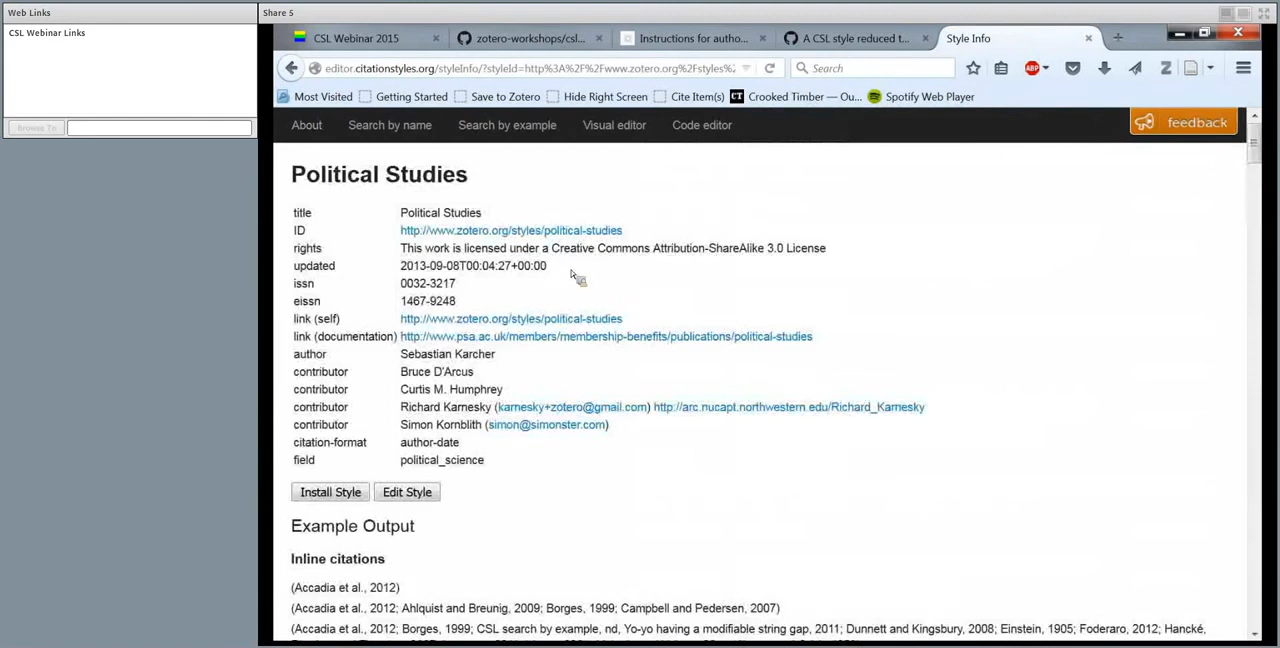 Web Links
Share 5
CSL Webinar Links
Browse To
CSL Webinar 2015
zotero-workshops/csl...
Instructions for autho...
A CSL style reduced t...
Style Info
editor.citationstyles.org/styleInfo/?styleId=http%3A%2F%2Fwww.zotero.org%2Fstyles%2
Search
ABP
Most Visited
Getting Started
Save to Zotero
Hide Right Screen
Cite Item(s)
CT Crooked Timber — Ou...
Spotify Web Player
About
Search by name
Search by example
Visual editor
Code editor
feedback
Political Studies
title Political Studies
ID http://www.zotero.org/styles/political-studies
rights This work is licensed under a Creative Commons Attribution-ShareAlike 3.0 License
updated 2013-09-08T00:04:27+00:00
issn 0032-3217
eissn 1467-9248
link (self) http://www.zotero.org/styles/political-studies
link (documentation) http://www.psa.ac.uk/members/membership-benefits/publications/political-studies
author Sebastian Karcher
contributor Bruce D'Arcus
contributor Curtis M. Humphrey
contributor Richard Karnesky (karnesky+zotero@gmail.com) http://arc.nucapt.northwestern.edu/Richard_Karnesky
contributor Simon Kornblith (simon@simonster.com)
citation-format author-date
field political_science
Install Style
Edit Style
Example Output
Inline citations
(Accadia et al., 2012)
(Accadia et al., 2012; Ahlquist and Breunig, 2009; Borges, 1999; Campbell and Pedersen, 2007)
(Accadia et al., 2012; Borges, 1999; CSL search by example, nd, Yo-yo having a modifiable string gap, 2011; Dunnett and Kingsbury, 2008; Einstein, 1905; Foderaro, 2012; Hancké,